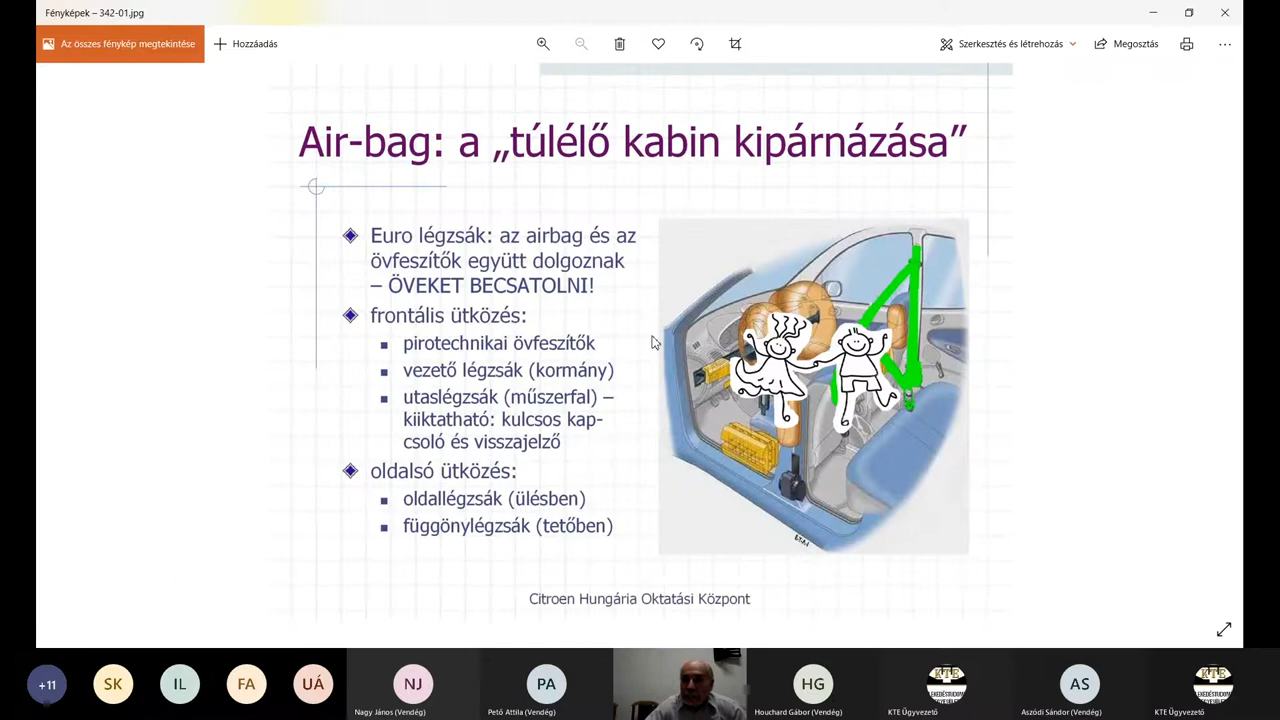 Fényképek – 342-01.jpg
Az összes fénykép megtekintése
Hozzáadás
Szerkesztés és létrehozás
Megosztás
Air-bag: a „túlélő kabin kipárnázása”
Euro légzsák: az airbag és az
övfeszítők együtt dolgoznak
– ÖVEKET BECSATOLNI!
frontális ütközés:
pirotechnikai övfeszítők
vezető légzsák (kormány)
utaslégzsák (műszerfal) –
kiiktatható: kulcsos kap-
csoló és visszajelző
oldalsó ütközés:
oldallégzsák (ülésben)
függönylégzsák (tetőben)
Citroen Hungária Oktatási Központ
+11
SK
IL
FA
UÁ
NJ
Nagy János (Vendég)
PA
Pető Attila (Vendég)
HG
Houchard Gábor (Vendég)
KTE
KTE Ügyvezető
AS
Aszódi Sándor (Vendég)
KTE
KTE Ügyvezető